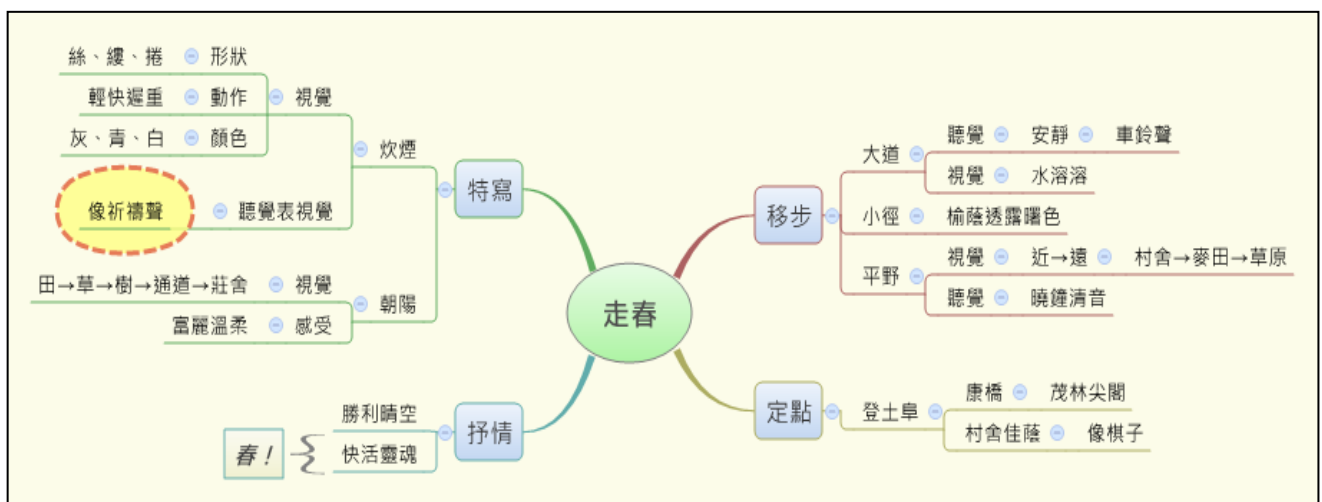 走春
移步
大道
聽覺 安靜 車鈴聲
視覺 水溶溶
小徑 榆蔭透露曙色
平野
視覺 近→遠 村舍→麥田→草原
聽覺 曉鐘清音
定點
登土阜
康橋 茂林尖閣
村舍佳蔭 像棋子
特寫
炊煙
視覺
絲、縷、捲 形狀
輕快遲重 動作
灰、青、白 顏色
像祈禱聲 聽覺表視覺
朝陽
田→草→樹→通道→莊舍 視覺
富麗溫柔 感受
抒情
勝利晴空
快活靈魂
春!